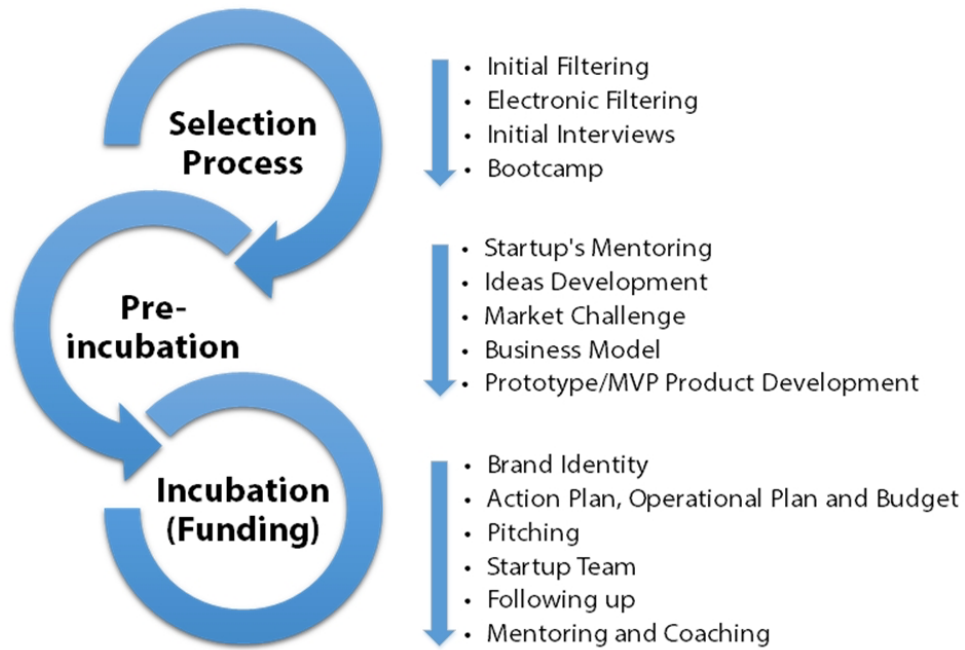 Selection
Process
• Initial Filtering
• Electronic Filtering
• Initial Interviews
• Bootcamp
Pre-
incubation
• Startup's Mentoring
• Ideas Development
• Market Challenge
• Business Model
• Prototype/MVP Product Development
Incubation
(Funding)
• Brand Identity
• Action Plan, Operational Plan and Budget
• Pitching
• Startup Team
• Following up
• Mentoring and Coaching